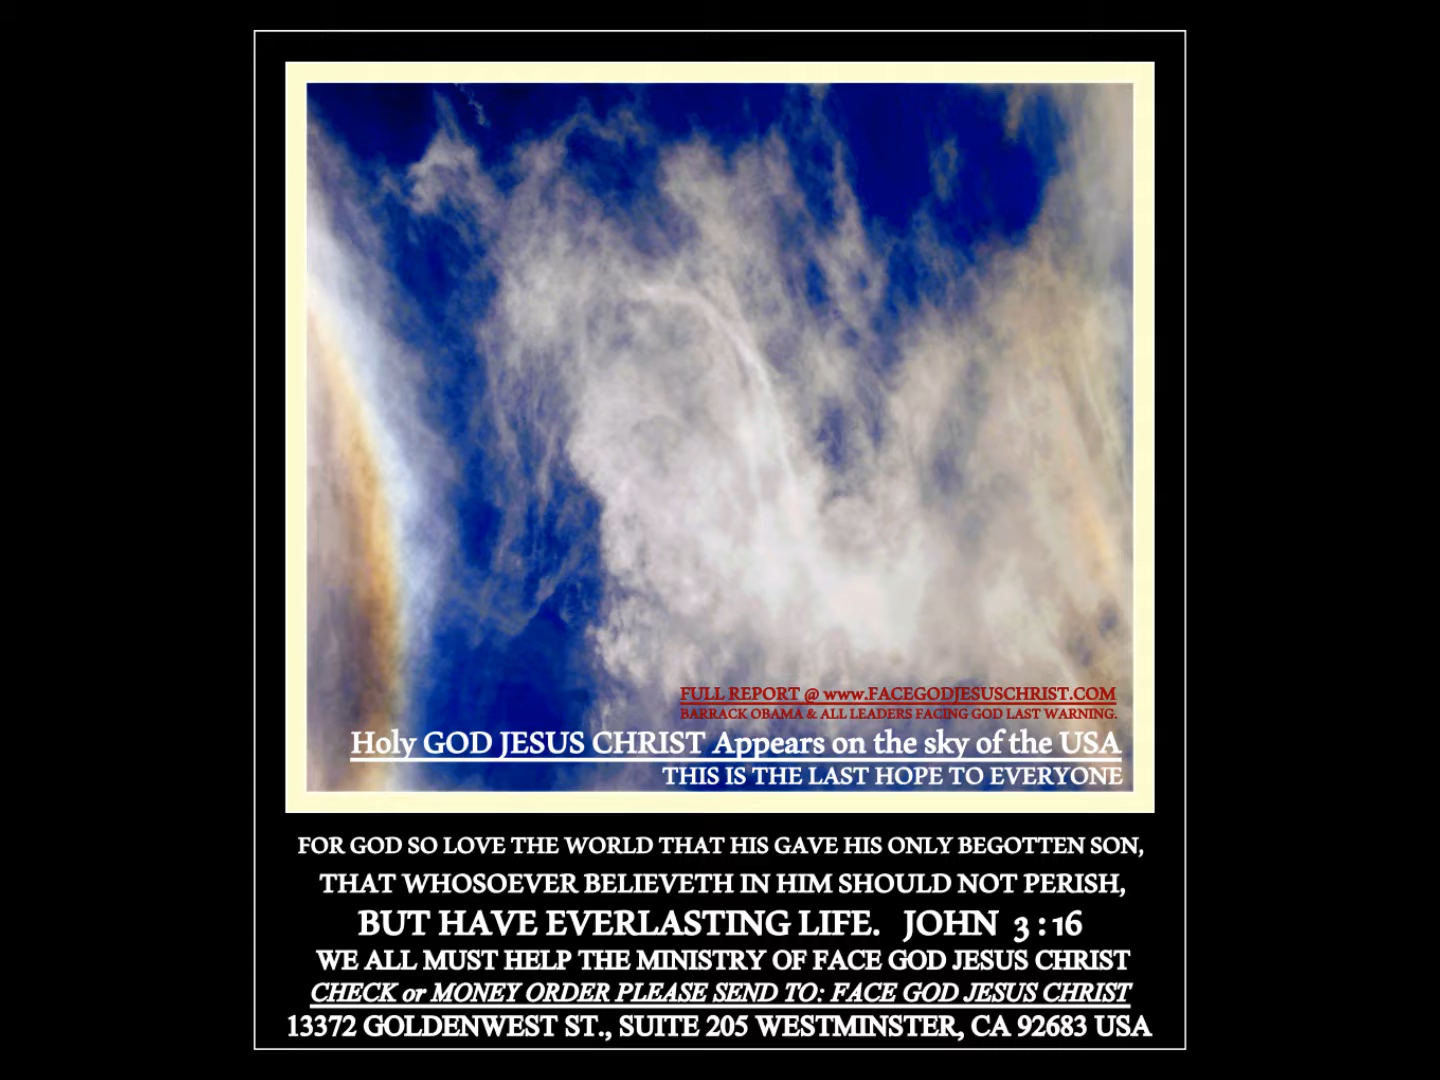 FULL REPORT @ www.FACEGODJESUSCHRIST.COM
BARRACK OBAMA & ALL LEADERS FACING GOD LAST WARNING.
Holy GOD JESUS CHRIST Appears on the sky of the USA
THIS IS THE LAST HOPE TO EVERYONE
FOR GOD SO LOVE THE WORLD THAT HIS GAVE HIS ONLY BEGOTTEN SON,
THAT WHOSOEVER BELIEVETH IN HIM SHOULD NOT PERISH,
BUT HAVE EVERLASTING LIFE. JOHN 3 : 16
WE ALL MUST HELP THE MINISTRY OF FACE GOD JESUS CHRIST
CHECK or MONEY ORDER PLEASE SEND TO: FACE GOD JESUS CHRIST
13372 GOLDENWEST ST., SUITE 205 WESTMINSTER, CA 92683 USA